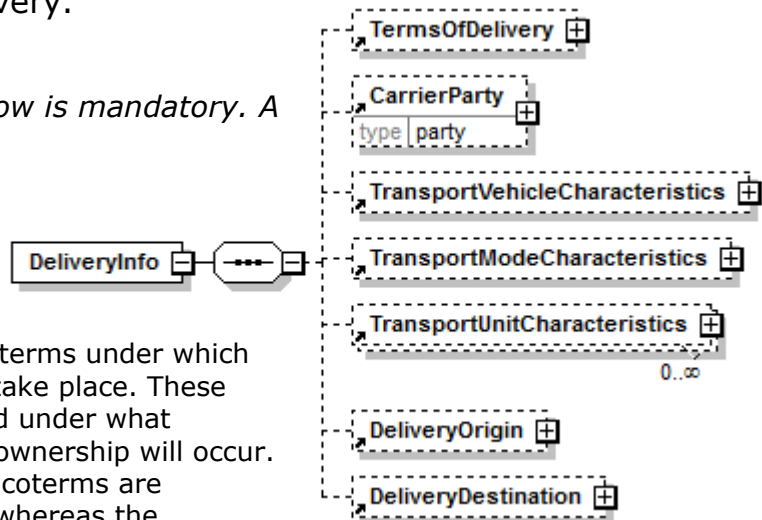 very.
ow is mandatory. A
terms under which
take place. These
d under what
ownership will occur.
coterms are
whereas the
DeliveryInfo
TermsOfDelivery
CarrierParty
type party
TransportVehicleCharacteristics
TransportModeCharacteristics
TransportUnitCharacteristics
0..∞
DeliveryOrigin
DeliveryDestination